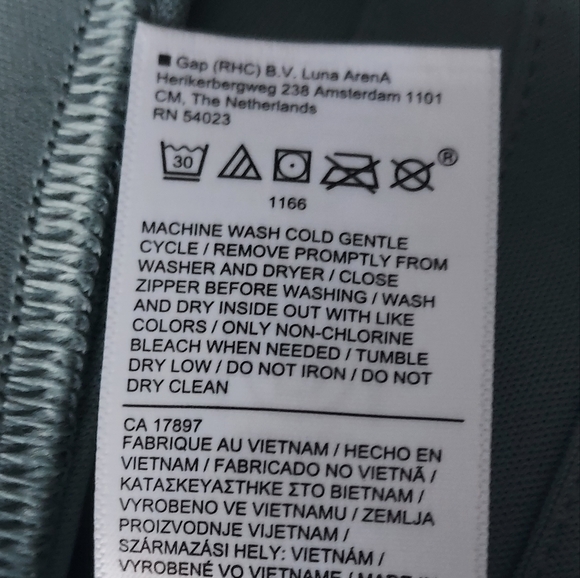 Gap (RHC) B.V. Luna ArenA
Herikerbergweg 238 Amsterdam 1101
CM, The Netherlands
RN 54023
30
®
1166
MACHINE WASH COLD GENTLE
CYCLE / REMOVE PROMPTLY FROM
WASHER AND DRYER / CLOSE
ZIPPER BEFORE WASHING / WASH
AND DRY INSIDE OUT WITH LIKE
COLORS / ONLY NON-CHLORINE
BLEACH WHEN NEEDED / TUMBLE
DRY LOW / DO NOT IRON / DO NOT
DRY CLEAN
CA 17897
FABRIQUE AU VIETNAM / HECHO EN
VIETNAM / FABRICADO NO VIETNÃ /
ΚΑΤΑΣΚΕΥΑΣΤΗΚΕ ΣΤΟ ΒΙΕΤΝΑΜ /
VYROBENO VE VIETNAMU / ZEMLJA
PROIZVODNJE VIJETNAM /
SZÁRMAZÁSI HELY: VIETNÁM /
VYROBENÉ VO VIETNAME / MADE IN